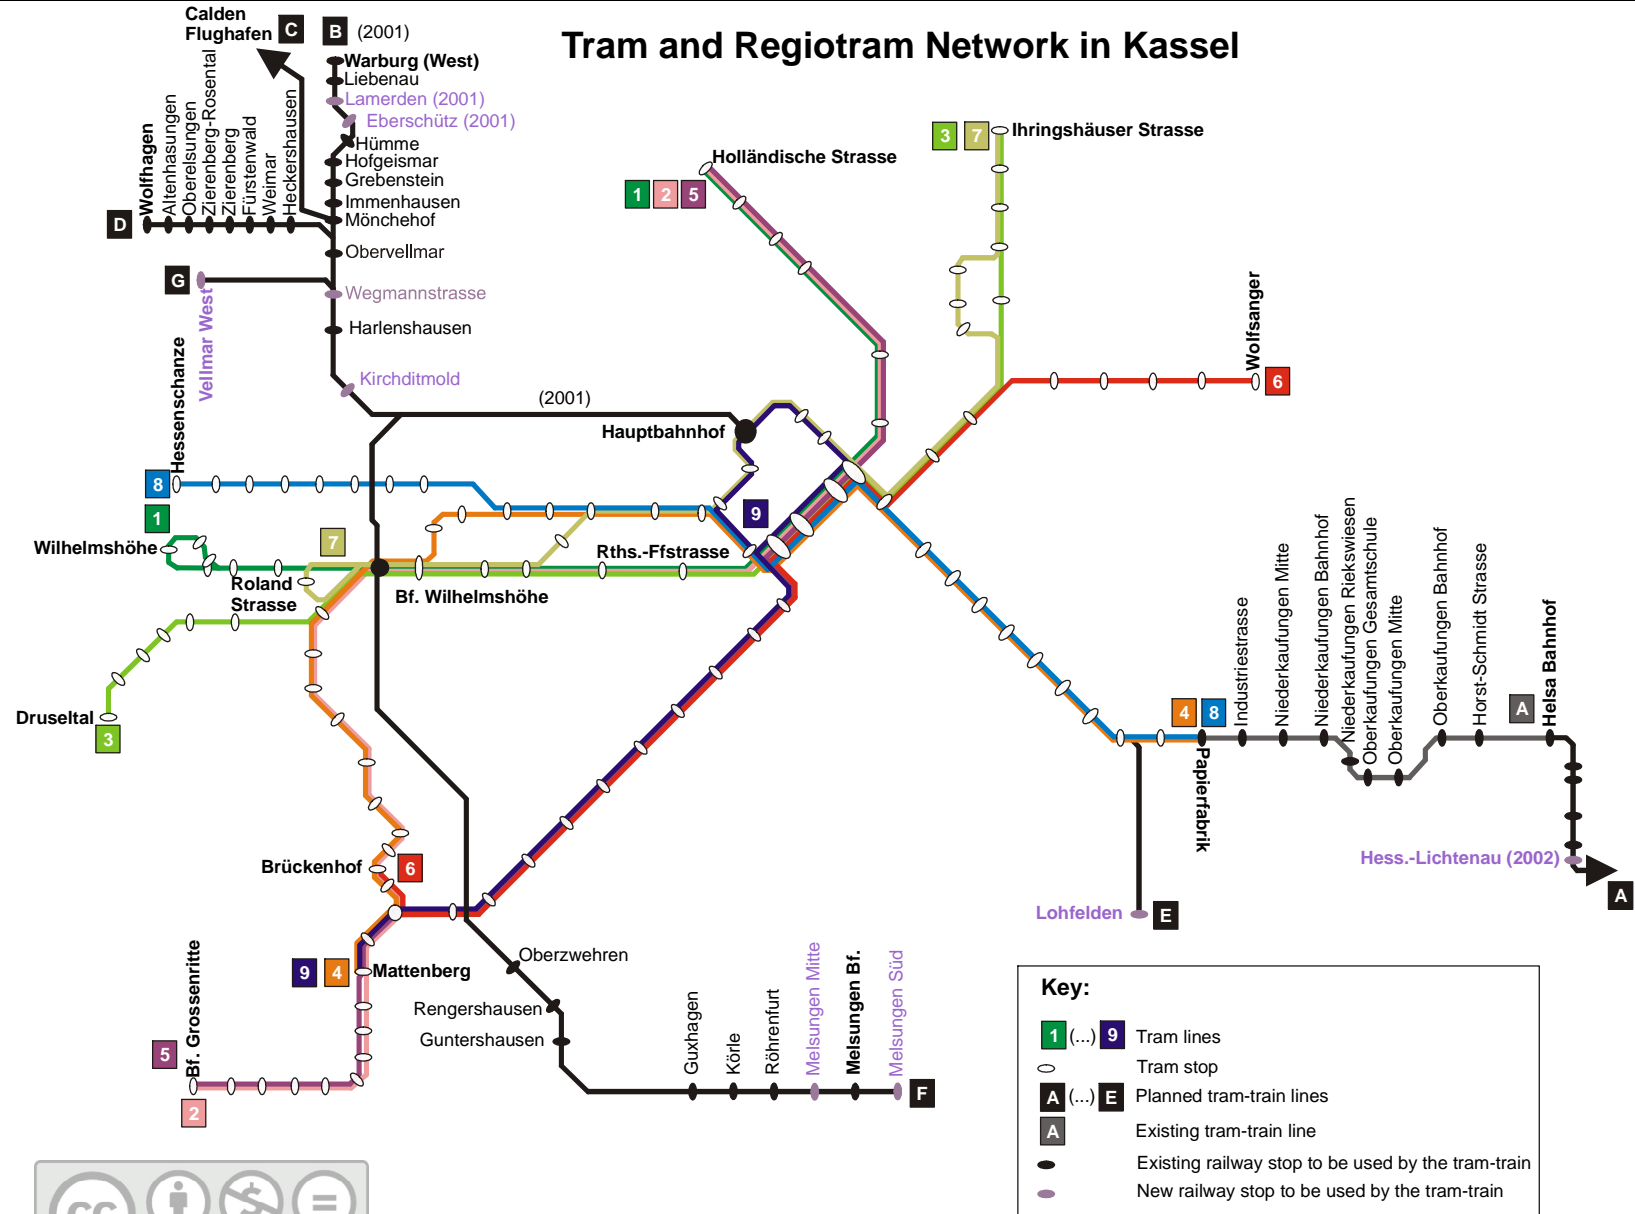 Tram and Regiotram Network in Kassel
Calden
Flughafen
C
B
(2001)
Warburg (West)
Liebenau
Lamerden (2001)
Eberschütz (2001)
Hümme
Hofgeismar
Grebenstein
Immenhausen
Mönchehof
Obervellmar
Wegmannstrasse
Harlenshausen
Kirchditmold
D
Wolfhagen
Altenhasungen
Oberelsungen
Zierenberg-Rosental
Zierenberg
Fürstenwald
Weimar
Heckershausen
G
Vellmar West
Hessenschanze
8
1
Wilhelmshöhe
7
Roland
Strasse
Druseltal
3
(2001)
Hauptbahnhof
9
Rths.-Ffstrasse
Bf. Wilhelmshöhe
Holländische Strasse
1
2
5
3
7
Ihringshäuser Strasse
Wolfsanger
6
Brückenhof
6
9
4
Mattenberg
5
Bf. Grossenritte
2
Oberzwehren
Rengershausen
Guntershausen
Guxhagen
Körle
Röhrenfurt
Melsungen Mitte
Melsungen Bf.
Melsungen Süd
F
4
8
Papierfabrik
Industriestrasse
Niederkaufungen Mitte
Niederkaufungen Bahnhof
Niederkaufungen Riekswiesen
Oberkaufungen Gesamtschule
Oberkaufungen Mitte
Oberkaufungen Bahnhof
Horst-Schmidt Strasse
A
Helsa Bahnhof
Hess.-Lichtenau (2002)
A
Lohfelden
E
Key:
1 (...) 9 Tram lines
Tram stop
A (...) E Planned tram-train lines
A Existing tram-train line
Existing railway stop to be used by the tram-train
New railway stop to be used by the tram-train
cc